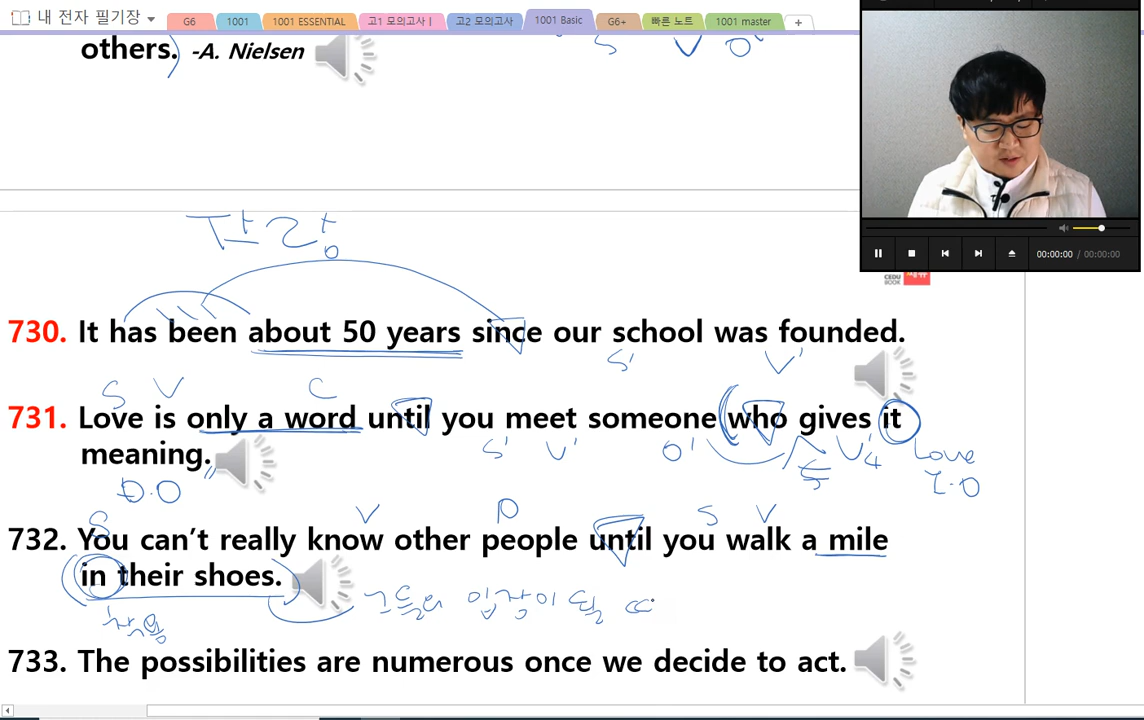 내 전자 필기장 G6 1001 1001 ESSENTIAL 고1 모의고사 I 고2 모의고사 1001 Basic G6+ 빠른 노트 1001 master +
others. -A. Nielsen
S V O
00:00:00 / 00:00:00
CEDU
BOOK
730. It has been about 50 years since our school was founded.
S' V'
S V C
731. Love is only a word until you meet someone who gives it
S' V' O' V'4 Love
meaning.
D.O I.O
S V O S V
732. You can't really know other people until you walk a mile
in their shoes.
그들의 입장이 될 때
착용
733. The possibilities are numerous once we decide to act.